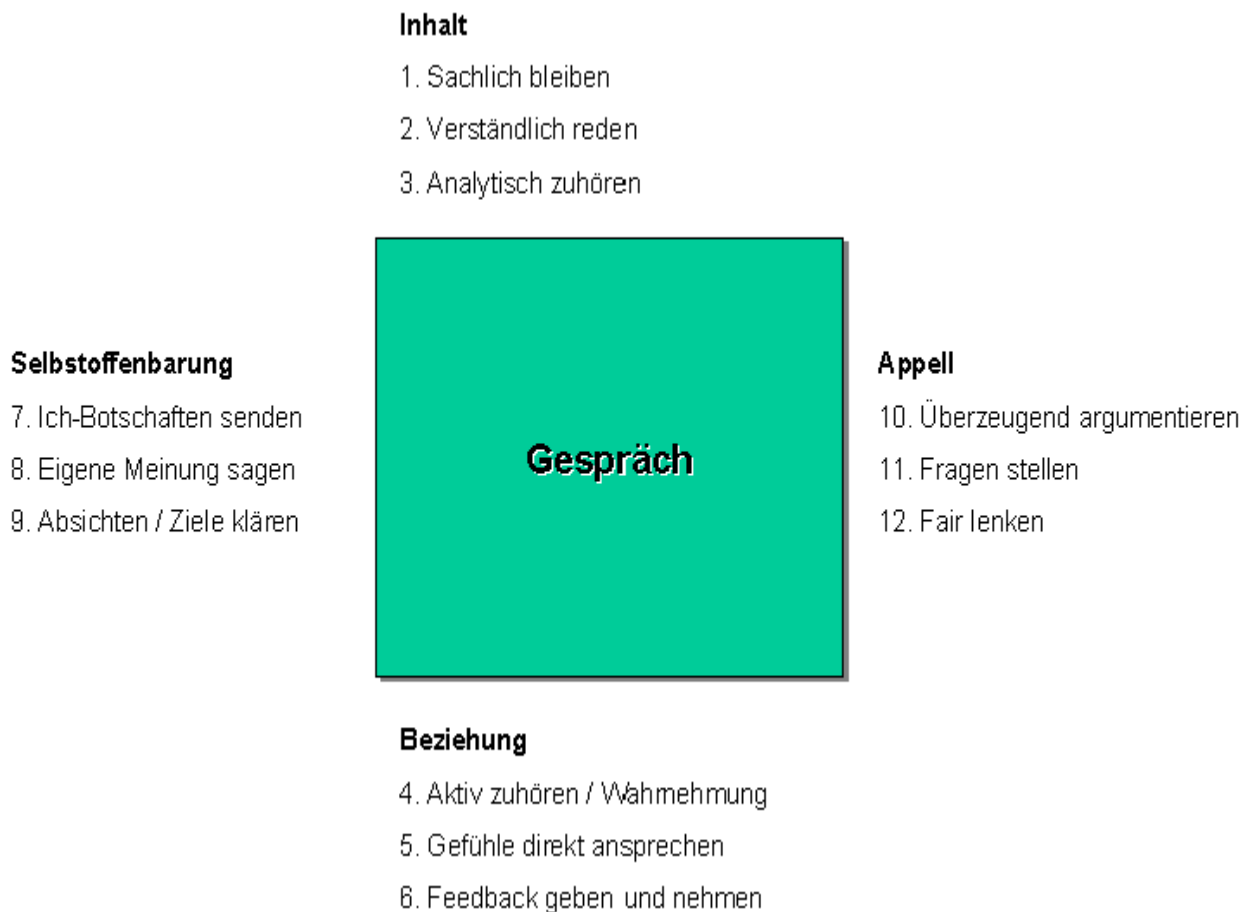 Inhalt
1. Sachlich bleiben
2. Verständlich reden
3. Analytisch zuhören
Selbstoffenbarung
7. Ich-Botschaften senden
8. Eigene Meinung sagen
9. Absichten / Ziele klären
Gespräch
Appell
10. Überzeugend argumentieren
11. Fragen stellen
12. Fair lenken
Beziehung
4. Aktiv zuhören / Wahrnehmung
5. Gefühle direkt ansprechen
6. Feedback geben und nehmen